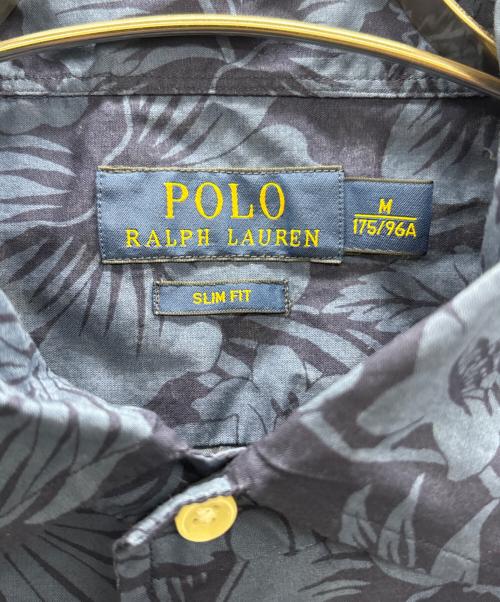 POLO
RALPH LAUREN
M
175/96A
SLIM FIT